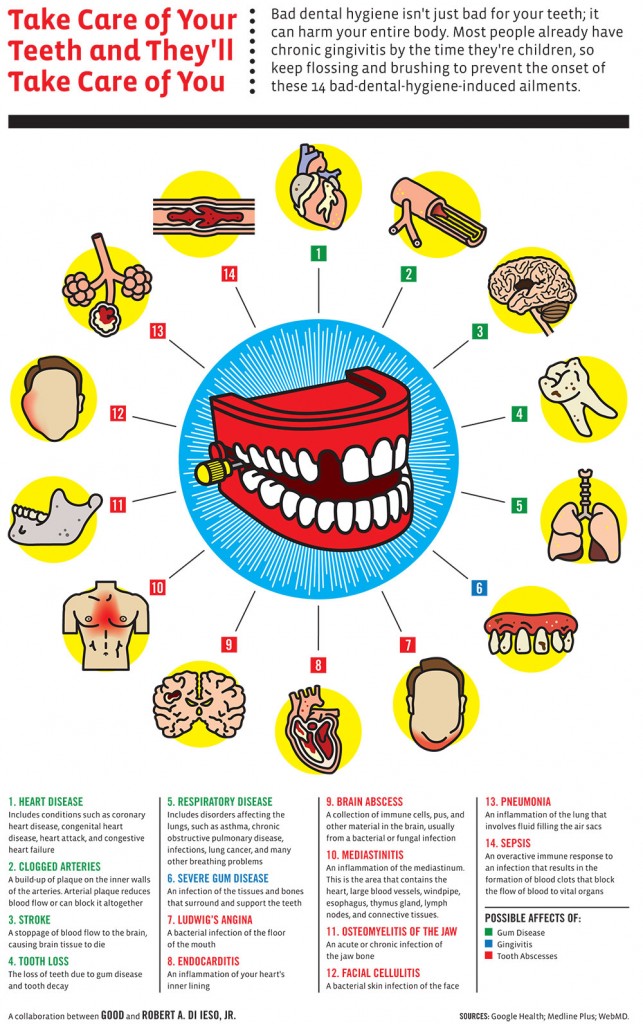 Take Care of Your
Teeth and They'll
Take Care of You
Bad dental hygiene isn't just bad for your teeth; it
can harm your entire body. Most people already have
chronic gingivitis by the time they're children, so
keep flossing and brushing to prevent the onset of
these 14 bad-dental-hygiene-induced ailments.
1
2
3
4
5
6
7
8
9
10
11
12
13
14
1. HEART DISEASE
Includes conditions such as coronary
heart disease, congenital heart
disease, heart attack, and congestive
heart failure
2. CLOGGED ARTERIES
A build-up of plaque on the inner walls
of the arteries. Arterial plaque reduces
blood flow or can block it altogether
3. STROKE
A stoppage of blood flow to the brain,
causing brain tissue to die
4. TOOTH LOSS
The loss of teeth due to gum disease
and tooth decay
5. RESPIRATORY DISEASE
Includes disorders affecting the
lungs, such as asthma, chronic
obstructive pulmonary disease,
infections, lung cancer, and many
other breathing problems
6. SEVERE GUM DISEASE
An infection of the tissues and bones
that surround and support the teeth
7. LUDWIG'S ANGINA
A bacterial infection of the floor
of the mouth
8. ENDOCARDITIS
An inflammation of your heart's
inner lining
9. BRAIN ABSCESS
A collection of immune cells, pus, and
other material in the brain, usually
from a bacterial or fungal infection
10. MEDIASTINITIS
An inflammation of the mediastinum.
This is the area that contains the
heart, large blood vessels, windpipe,
esophagus, thymus gland, lymph
nodes, and connective tissues.
11. OSTEOMYELITIS OF THE JAW
An acute or chronic infection of
the jaw bone
12. FACIAL CELLULITIS
A bacterial skin infection of the face
13. PNEUMONIA
An inflammation of the lung that
involves fluid filling the air sacs
14. SEPSIS
An overactive immune response to
an infection that results in the
formation of blood clots that block
the flow of blood to vital organs
POSSIBLE AFFECTS OF:
Gum Disease
Gingivitis
Tooth Abscesses
A collaboration between GOOD and ROBERT A. DI IESO, JR.
SOURCES: Google Health; Medline Plus; WebMD.